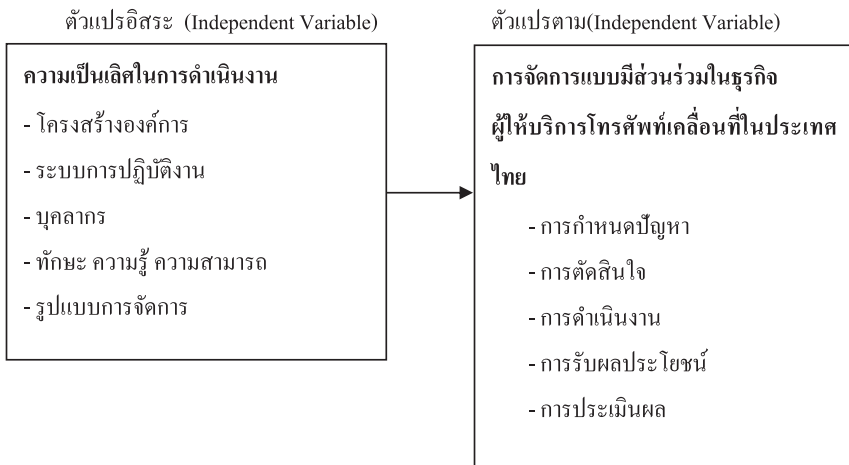 ตัวแปรอิสระ (Independent Variable)
ความเป็นเลิศในการดำเนินงาน
- โครงสร้างองค์การ
- ระบบการปฏิบัติงาน
- บุคลากร
- ทักษะ ความรู้ ความสามารถ
- รูปแบบการจัดการ
ตัวแปรตาม(Independent Variable)
การจัดการแบบมีส่วนร่วมในธุรกิจ
ผู้ให้บริการโทรศัพท์เคลื่อนที่ในประเทศ
ไทย
- การกำหนดปัญหา
- การตัดสินใจ
- การดำเนินงาน
- การรับผลประโยชน์
- การประเมินผล